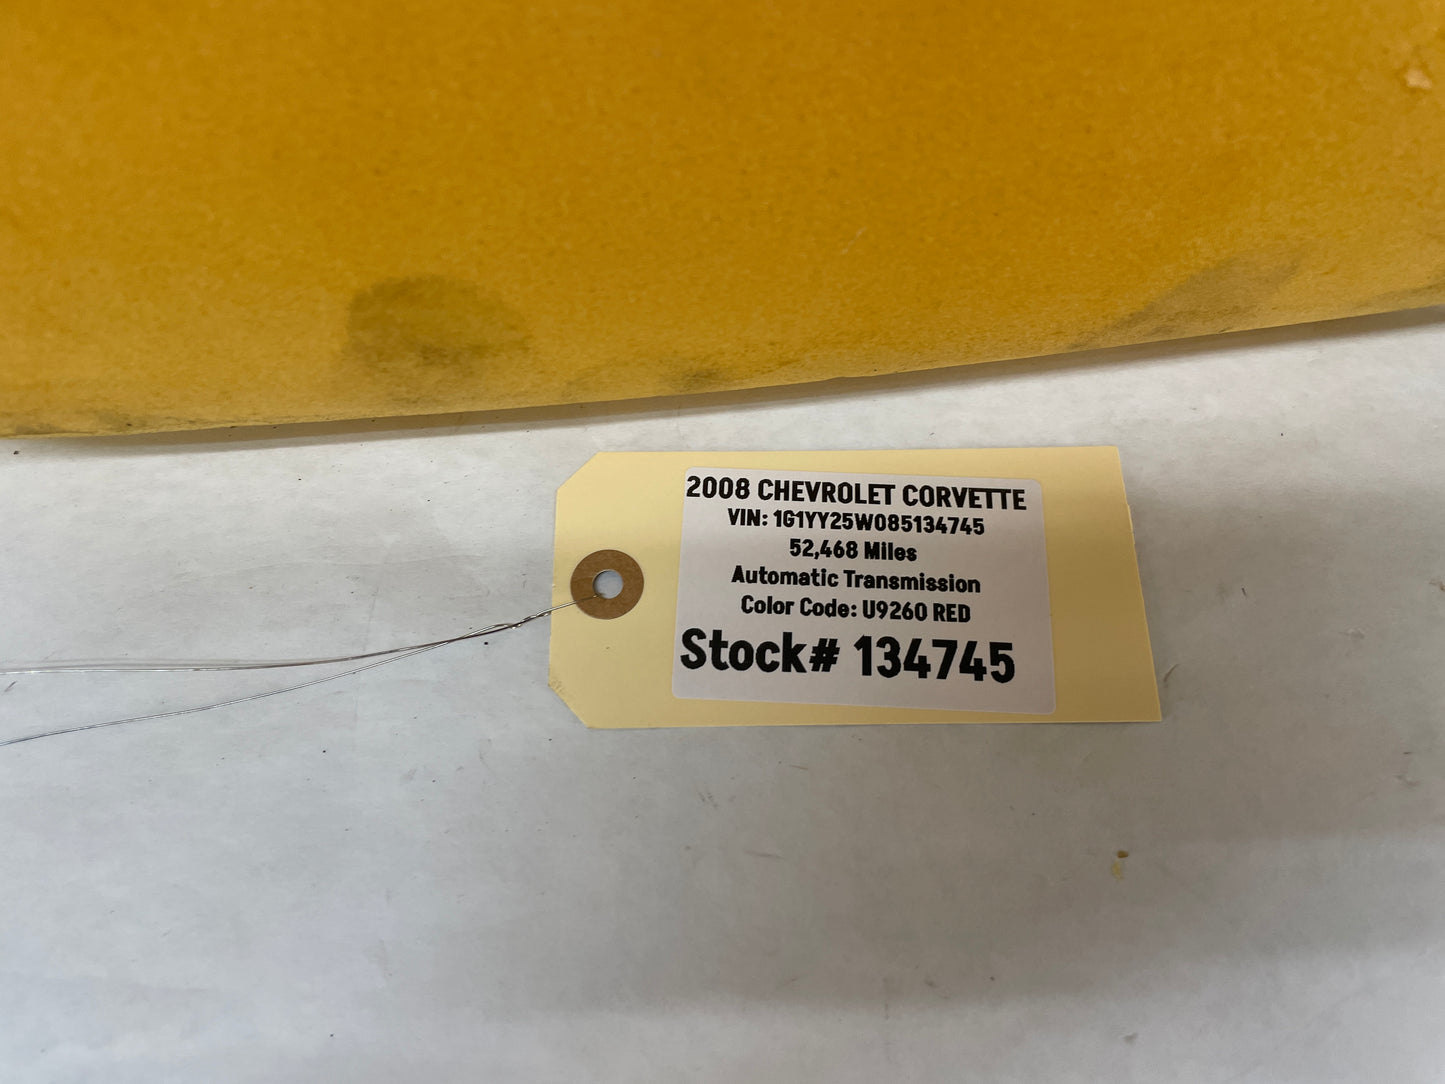 2008 CHEVROLET CORVETTE
VIN: 1G1YY25W085134745
52,468 Miles
Automatic Transmission
Color Code: U9260 RED
Stock# 134745